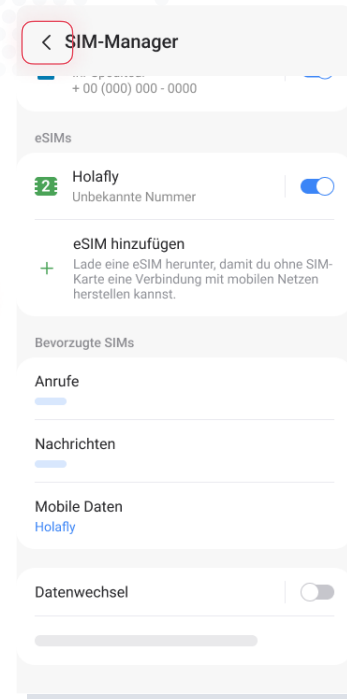 SIM-Manager
+ 00 (000) 000 - 0000
eSIMs
2
Holafly
Unbekannte Nummer
eSIM hinzufügen
Lade eine eSIM herunter, damit du ohne SIM-
Karte eine Verbindung mit mobilen Netzen
herstellen kannst.
Bevorzugte SIMs
Anrufe
Nachrichten
Mobile Daten
Holafly
Datenwechsel